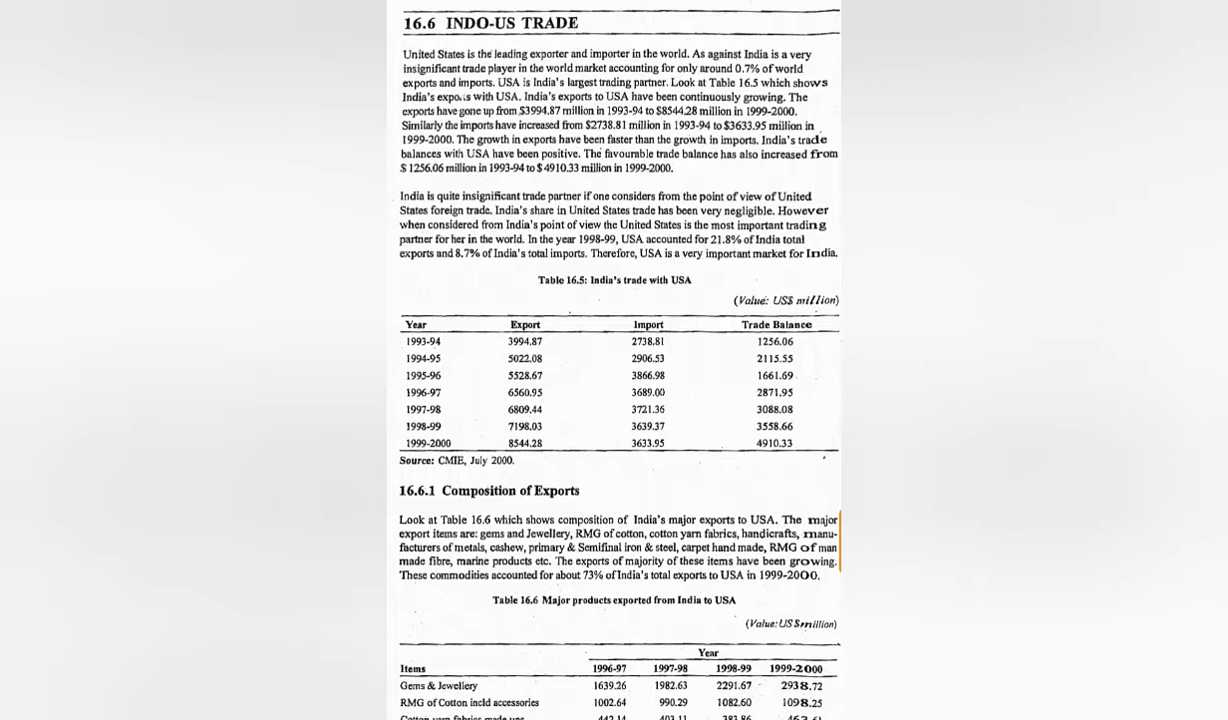 16.6 INDO-US TRADE
United States is the leading exporter and importer in the world. As against India is a very
insignificant trade player in the world market accounting for only around 0.7% of world
exports and imports. USA is India's largest trading partner. Look at Table 16.5 which shows
India's expo.:s with USA. India's exports to USA have been continuously growing. The
exports have gone up from $3994.87 million in 1993-94 to $8544.28 million in 1999-2000.
Similarly the imports have increased from $2738.81 million in 1993-94 to $3633.95 million in
1999-2000. The growth in exports have been faster than the growth in imports. India's trade
balances with USA have been positive. The favourable trade balance has also increased from
$ 1256.06 million in 1993-94 to $ 4910.33 million in 1999-2000.
India is quite insignificant trade partner if one considers from the point of view of United
States foreign trade. India's share in United States trade has been very negligible. However
when considered from India's point of view the United States is the most important trading
partner for her in the world. In the year 1998-99, USA accounted for 21.8% of India total
exports and 8.7% of India's total imports. Therefore, USA is a very important market for India.
Table 16.5: India's trade with USA
(Value: US$ million)
Year Export Import Trade Balance
1993-94 3994.87 2738.81 1256.06
1994-95 5022.08 2906.53 2115.55
1995-96 5528.67 3866.98 1661.69
1996-97 6560.95 3689.00 2871.95
1997-98 6809.44 3721.36 3088.08
1998-99 7198.03 3639.37 3558.66
1999-2000 8544.28 3633.95 4910.33
Source: CMIE, July 2000.
16.6.1 Composition of Exports
Look at Table 16.6 which shows composition of India's major exports to USA. The major
export items are: gems and Jewellery, RMG of cotton, cotton yarn fabrics, handicrafts, manu-
facturers of metals, cashew, primary & Semifinal iron & steel, carpet hand made, RMG of man
made fibre, marine products etc. The exports of majority of these items have been growing.
These commodities accounted for about 73% of India's total exports to USA in 1999-2000.
Table 16.6 Major products exported from India to USA
(Value: US $million)
Year
Items 1996-97 1997-98 1998-99 1999-2000
Gems & Jewellery 1639.26 1982.63 2291.67 2938.72
RMG of Cotton incld accessories 1002.64 990.29 1082.60 1098.25